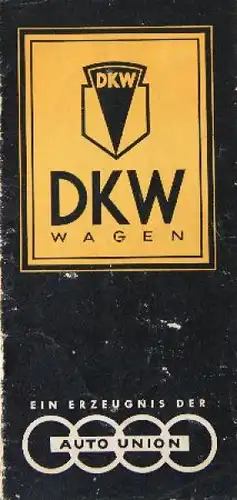 DKW
DKW
WAGEN
EIN ERZEUGNIS DER
AUTO UNION